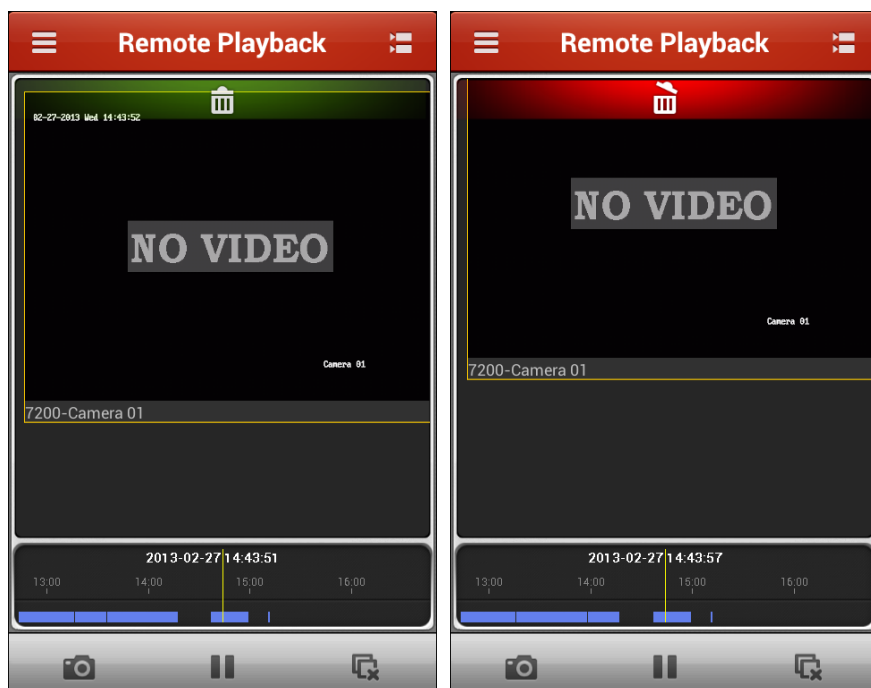 Remote Playback
02-27-2013 Wed 14:43:52
NO VIDEO
Camera 01
7200-Camera 01
2013-02-27 14:43:51
13:00 14:00 15:00 16:00
Remote Playback
NO VIDEO
Camera 01
7200-Camera 01
2013-02-27 14:43:57
13:00 14:00 15:00 16:00